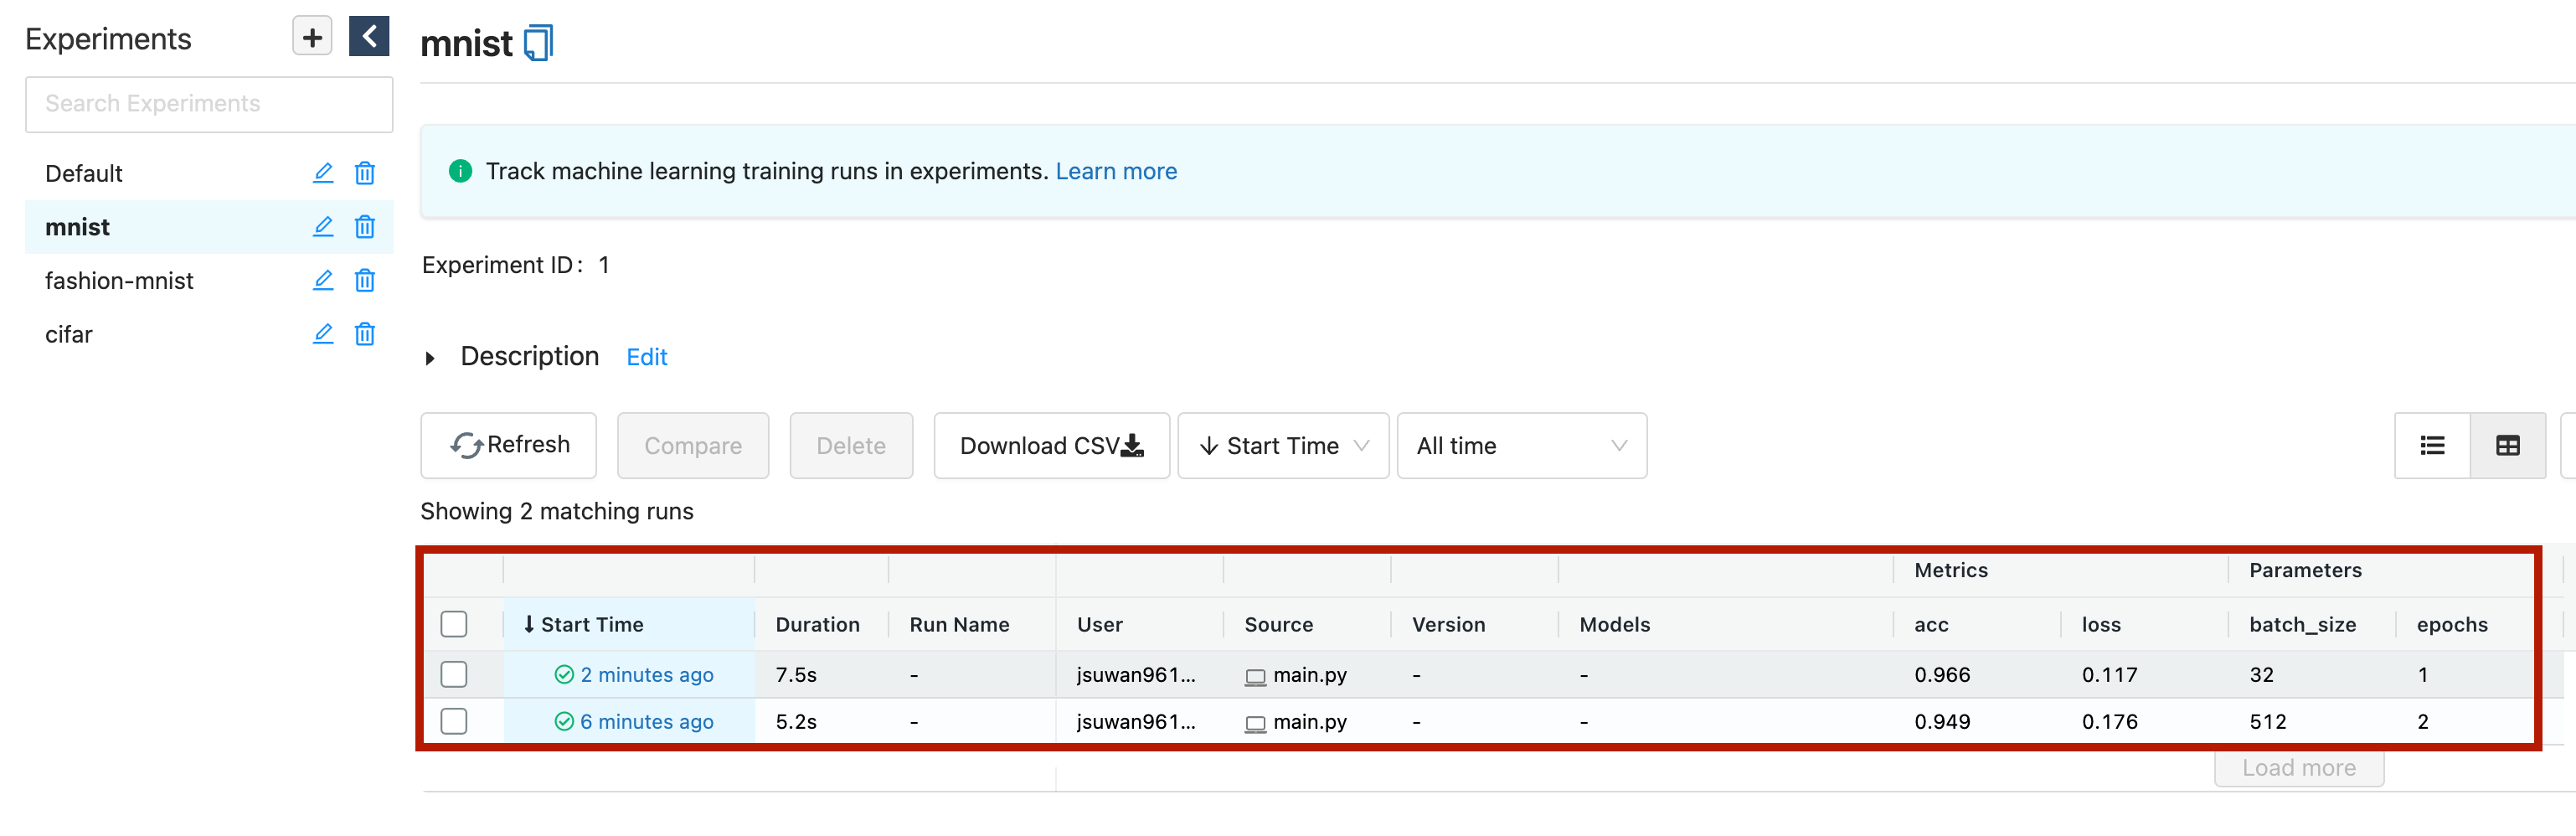 Experiments
Search Experiments
Default
mnist
fashion-mnist
cifar
mnist
Track machine learning training runs in experiments. Learn more
Experiment ID: 1
Description Edit
Refresh Compare Delete Download CSV Start Time All time
Showing 2 matching runs
Metrics Parameters
Start Time Duration Run Name User Source Version Models acc loss batch_size epochs
2 minutes ago 7.5s - jsuwan961... main.py - - 0.966 0.117 32 1
6 minutes ago 5.2s - jsuwan961... main.py - - 0.949 0.176 512 2
Load more